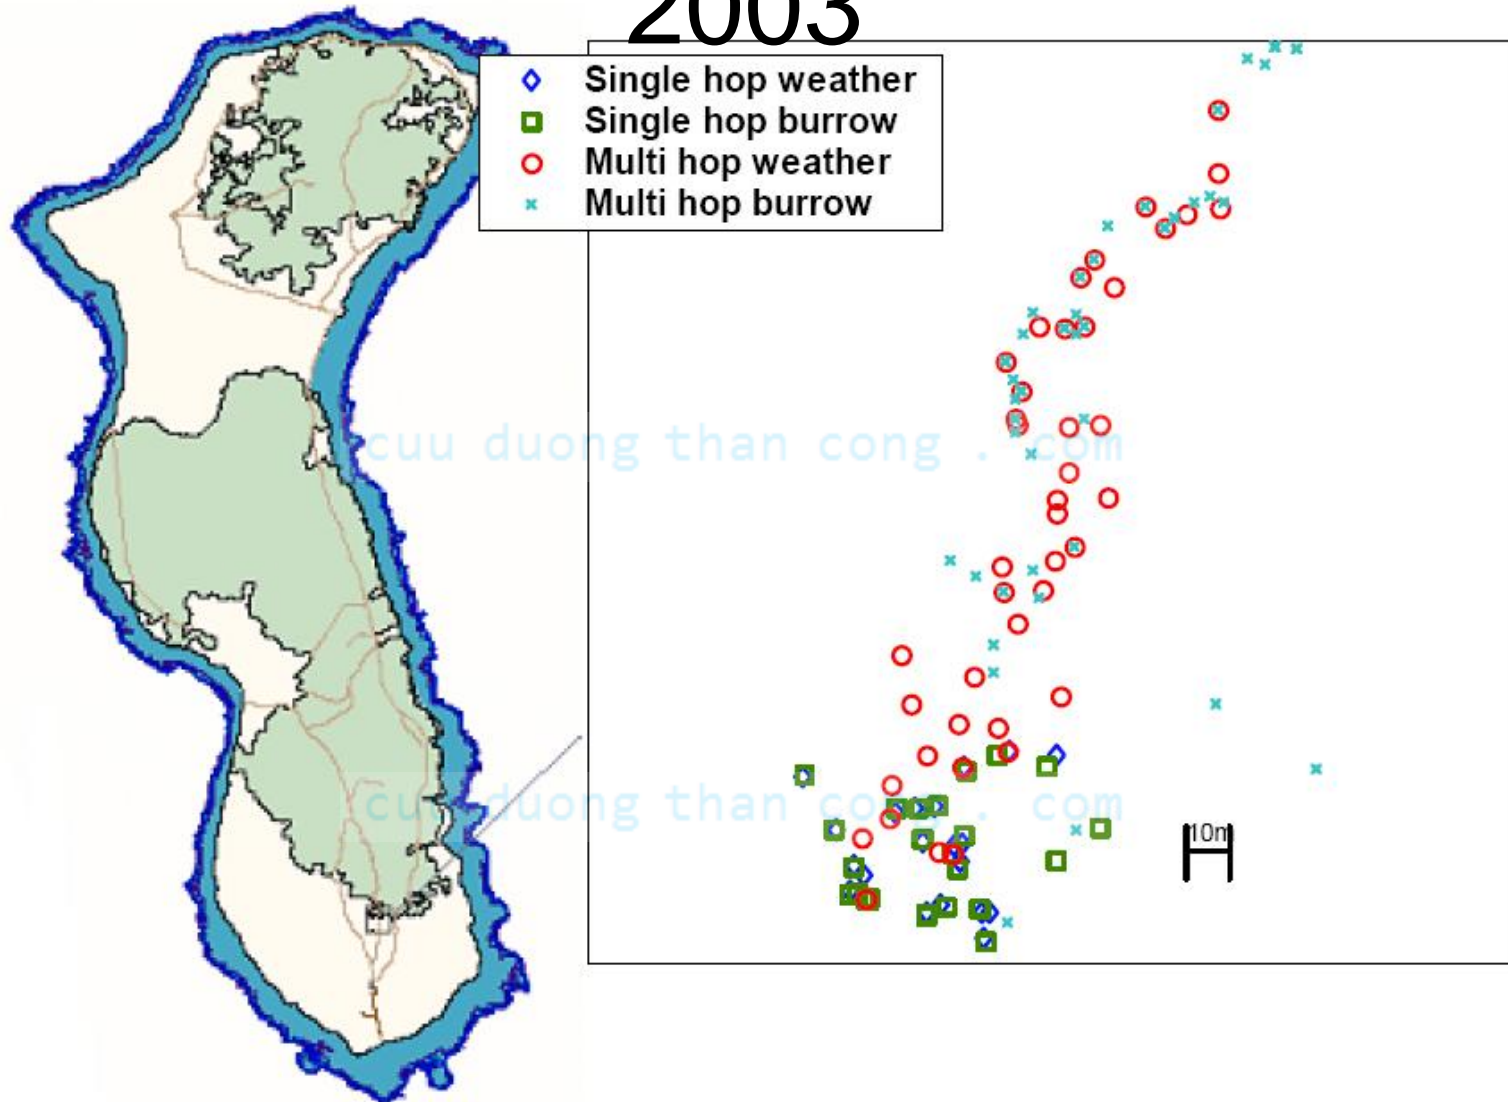 2003
Single hop weather
Single hop burrow
Multi hop weather
Multi hop burrow
cuu duong than cong . com
cuu duong than cong . com
10m